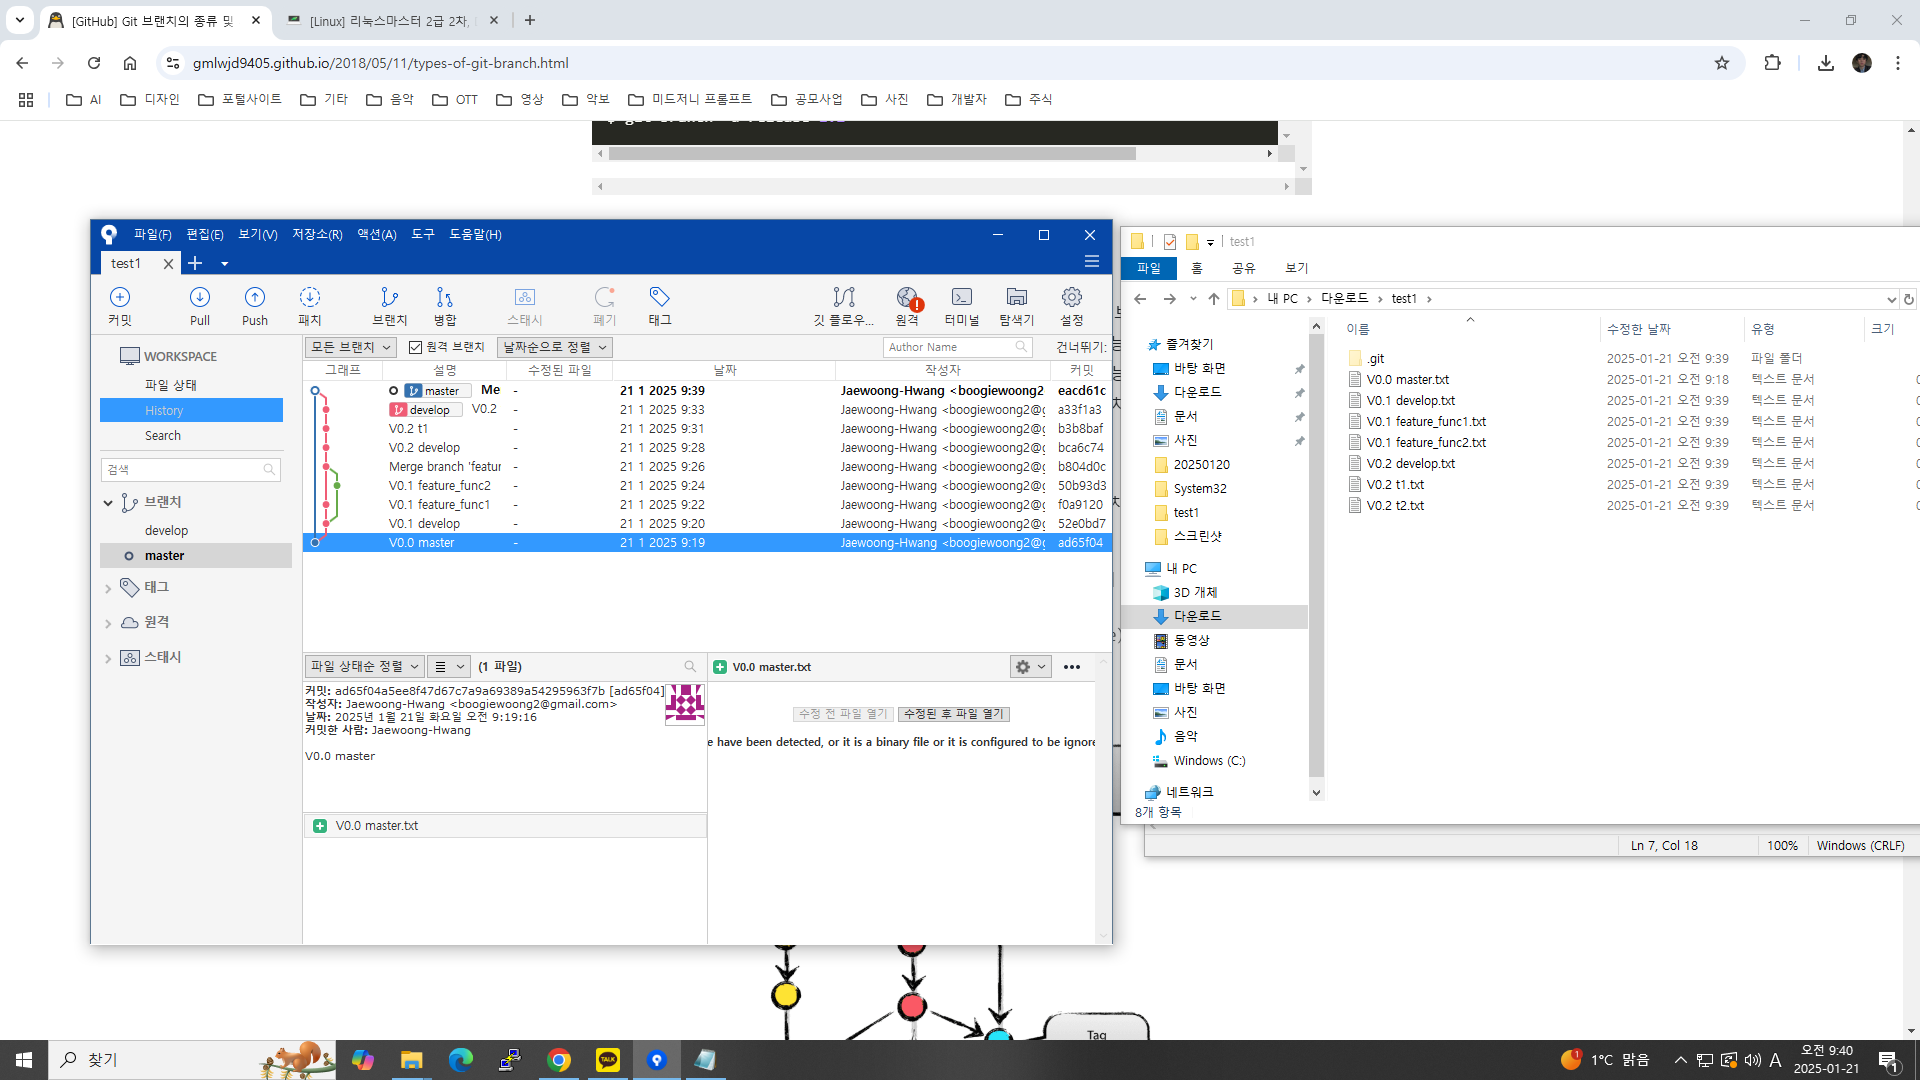 [GitHub] Git 브랜치의 종류 및
[Linux] 리눅스마스터 2급 2차,
gmlwjd9405.github.io/2018/05/11/types-of-git-branch.html
AI 디자인 포털사이트 기타 음악 OTT 영상 악보 미드저니 프롬프트 공모사업 사진 개발자 주식
파일(F) 편집(E) 보기(V) 저장소(R) 액션(A) 도구 도움말(H)
test1
커밋 Pull Push 패치 브랜치 병합 스태시 폐기 태그 깃 플로우... 원격 터미널 탐색기 설정
WORKSPACE
파일 상태
History
Search
검색
브랜치
develop
master
태그
원격
스태시
모든 브랜치 원격 브랜치 날짜순으로 정렬 Author Name 건너뛰기:
그래프 설명 수정된 파일 날짜 작성자 커밋
master Me - 21 1 2025 9:39 Jaewoong-Hwang <boogiewoong2 eacd61c
develop V0.2 - 21 1 2025 9:33 Jaewoong-Hwang <boogiewoong2@g a33f1a3
V0.2 t1 - 21 1 2025 9:31 Jaewoong-Hwang <boogiewoong2@g b3b8baf
V0.2 develop - 21 1 2025 9:28 Jaewoong-Hwang <boogiewoong2@g bca6c74
Merge branch 'featur - 21 1 2025 9:26 Jaewoong-Hwang <boogiewoong2@g b804d0c
V0.1 feature_func2 - 21 1 2025 9:24 Jaewoong-Hwang <boogiewoong2@g 50b93d3
V0.1 feature_func1 - 21 1 2025 9:22 Jaewoong-Hwang <boogiewoong2@g f0a9120
V0.1 develop - 21 1 2025 9:20 Jaewoong-Hwang <boogiewoong2@g 52e0bd7
V0.0 master - 21 1 2025 9:19 Jaewoong-Hwang <boogiewoong2@g ad65f04
파일 상태순 정렬 (1 파일)
커밋: ad65f04a5ee8f47d67c7a9a69389a54295963f7b [ad65f04]
작성자: Jaewoong-Hwang <boogiewoong2@gmail.com>
날짜: 2025년 1월 21일 화요일 오전 9:19:16
커밋한 사람: Jaewoong-Hwang
V0.0 master
V0.0 master.txt
V0.0 master.txt
수정 전 파일 열기 수정된 후 파일 열기
e have been detected, or it is a binary file or it is configured to be ignore
test1
파일 홈 공유 보기
내 PC 다운로드 test1
즐겨찾기
바탕 화면
다운로드
문서
사진
20250120
System32
test1
스크린샷
내 PC
3D 개체
다운로드
동영상
문서
바탕 화면
사진
음악
Windows (C:)
네트워크
8개 항목
이름 수정한 날짜 유형 크기
.git 2025-01-21 오전 9:39 파일 폴더
V0.0 master.txt 2025-01-21 오전 9:18 텍스트 문서
V0.1 develop.txt 2025-01-21 오전 9:39 텍스트 문서
V0.1 feature_func1.txt 2025-01-21 오전 9:39 텍스트 문서
V0.1 feature_func2.txt 2025-01-21 오전 9:39 텍스트 문서
V0.2 develop.txt 2025-01-21 오전 9:39 텍스트 문서
V0.2 t1.txt 2025-01-21 오전 9:39 텍스트 문서
V0.2 t2.txt 2025-01-21 오전 9:39 텍스트 문서
Ln 7, Col 18 100% Windows (CRLF)
Tag
찾기
TALK
1°C 맑음
A
오전 9:40
2025-01-21
1